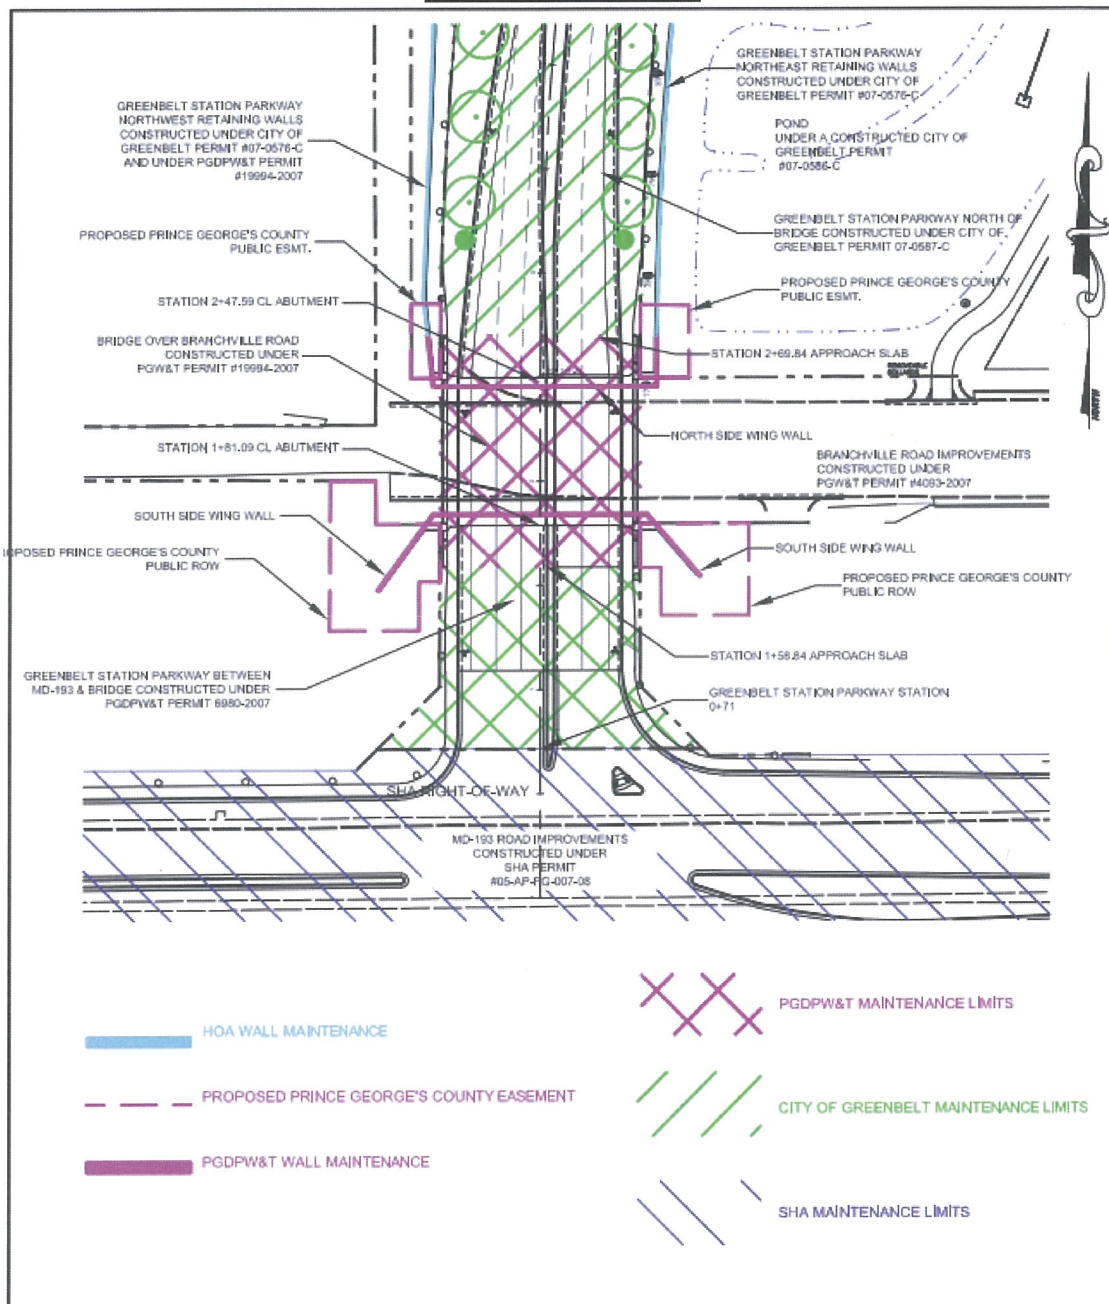 GREENBELT STATION PARKWAY
NORTHWEST RETAINING WALLS
CONSTRUCTED UNDER CITY OF
GREENBELT PERMIT #07-0576-C
AND UNDER PGDPW&T PERMIT
#19994-2007
PROPOSED PRINCE GEORGE'S COUNTY
PUBLIC ESMT.
STATION 2+47.59 CL ABUTMENT
BRIDGE OVER BRANCHVILLE ROAD
CONSTRUCTED UNDER
PGW&T PERMIT #19994-2007
STATION 1+81.09 CL ABUTMENT
SOUTH SIDE WING WALL
OPOSED PRINCE GEORGE'S COUNTY
PUBLIC ROW
GREENBELT STATION PARKWAY BETWEEN
MD-193 & BRIDGE CONSTRUCTED UNDER
PGDPW&T PERMIT 6980-2007
GREENBELT STATION PARKWAY
NORTHEAST RETAINING WALLS
CONSTRUCTED UNDER CITY OF
GREENBELT PERMIT #07-0576-C
POND
UNDER A CONSTRUCTED CITY OF
GREENBELT PERMIT
#07-0586-C
GREENBELT STATION PARKWAY NORTH OF
BRIDGE CONSTRUCTED UNDER CITY OF
GREENBELT PERMIT 07-0587-C
PROPOSED PRINCE GEORGE'S COUNTY
PUBLIC ESMT.
STATION 2+69.84 APPROACH SLAB
NORTH SIDE WING WALL
NORTH
BRANCHVILLE ROAD IMPROVEMENTS
CONSTRUCTED UNDER
PGW&T PERMIT #4093-2007
SOUTH SIDE WING WALL
PROPOSED PRINCE GEORGE'S COUNTY
PUBLIC ROW
STATION 1+58.84 APPROACH SLAB
GREENBELT STATION PARKWAY STATION
0+71
SHA RIGHT-OF-WAY
MD-193 ROAD IMPROVEMENTS
CONSTRUCTED UNDER
SHA PERMIT
#05-AP-PG-007-08
HOA WALL MAINTENANCE
PROPOSED PRINCE GEORGE'S COUNTY EASEMENT
PGDPW&T WALL MAINTENANCE
PGDPW&T MAINTENANCE LIMITS
CITY OF GREENBELT MAINTENANCE LIMITS
SHA MAINTENANCE LIMITS